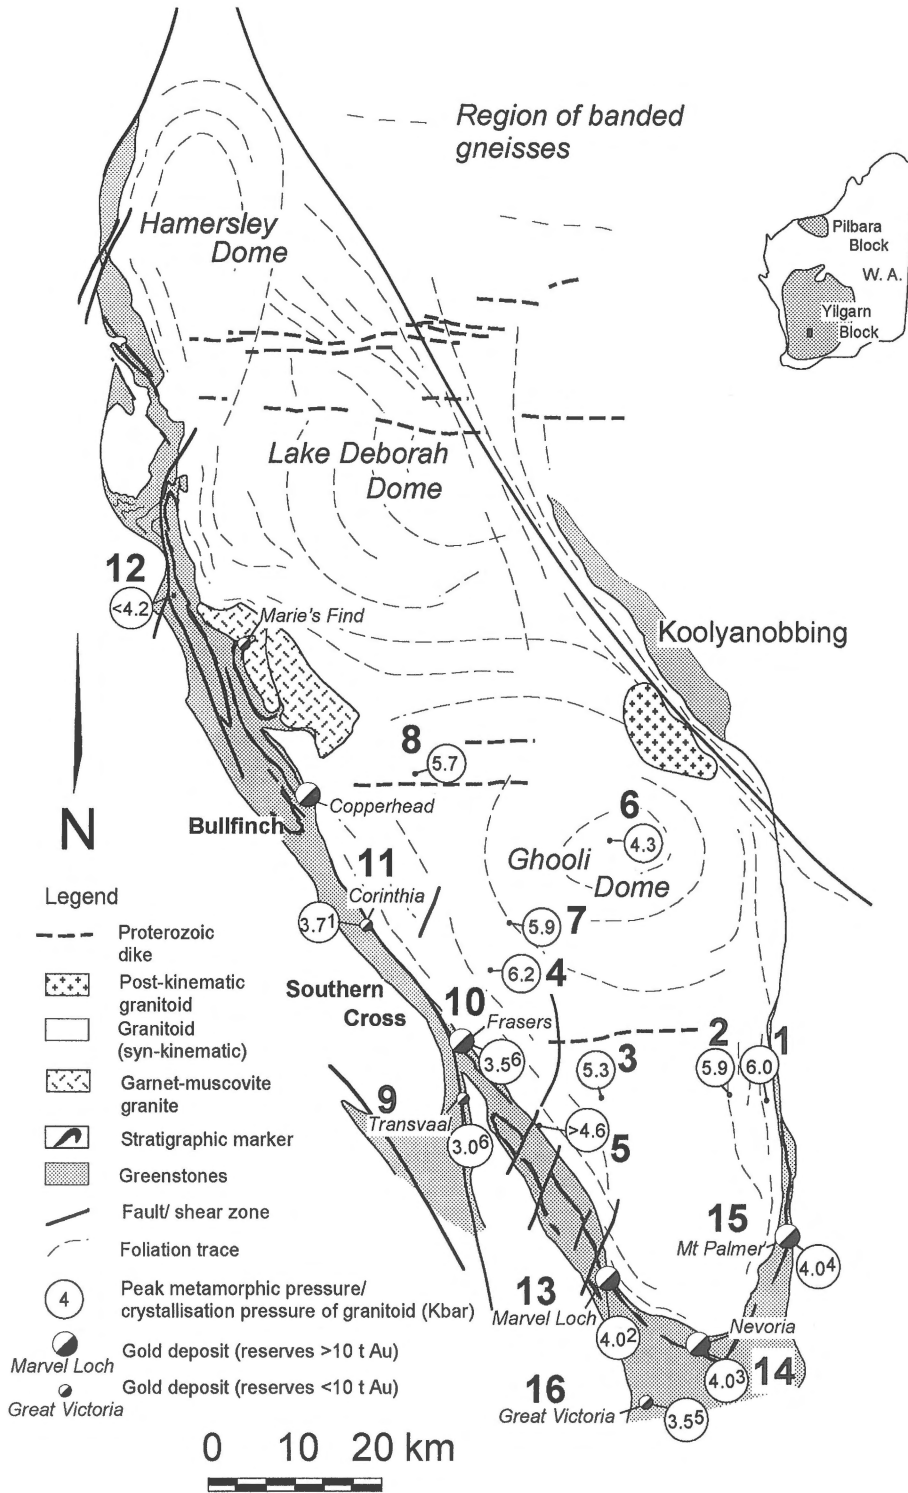 Region of banded
gneisses
Hamersley
Dome
Pilbara
Block
W. A.
Yilgarn
Block
Lake Deborah
Dome
12
<4.2
Marie's Find
Koolyanobbing
8
5.7
Copperhead
Bullfinch
6
4.3
Ghooli
Dome
N
11
Corinthia
3.7¹
7
5.9
4
6.2
Southern
Cross
10
Frasers
3.5⁶
2
5.9
1
6.0
3
5.3
9
Transvaal
3.0⁶
>4.6
5
15
Mt Palmer
4.0⁴
13
Marvel Loch
4.0²
Nevoria
14
4.0³
16
Great Victoria
3.5⁵
Legend
Proterozoic
dike
Post-kinematic
granitoid
Granitoid
(syn-kinematic)
Garnet-muscovite
granite
Stratigraphic marker
Greenstones
Fault/ shear zone
Foliation trace
4
Peak metamorphic pressure/
crystallisation pressure of granitoid (Kbar)
Marvel Loch
Gold deposit (reserves >10 t Au)
Great Victoria
Gold deposit (reserves <10 t Au)
0 10 20 km